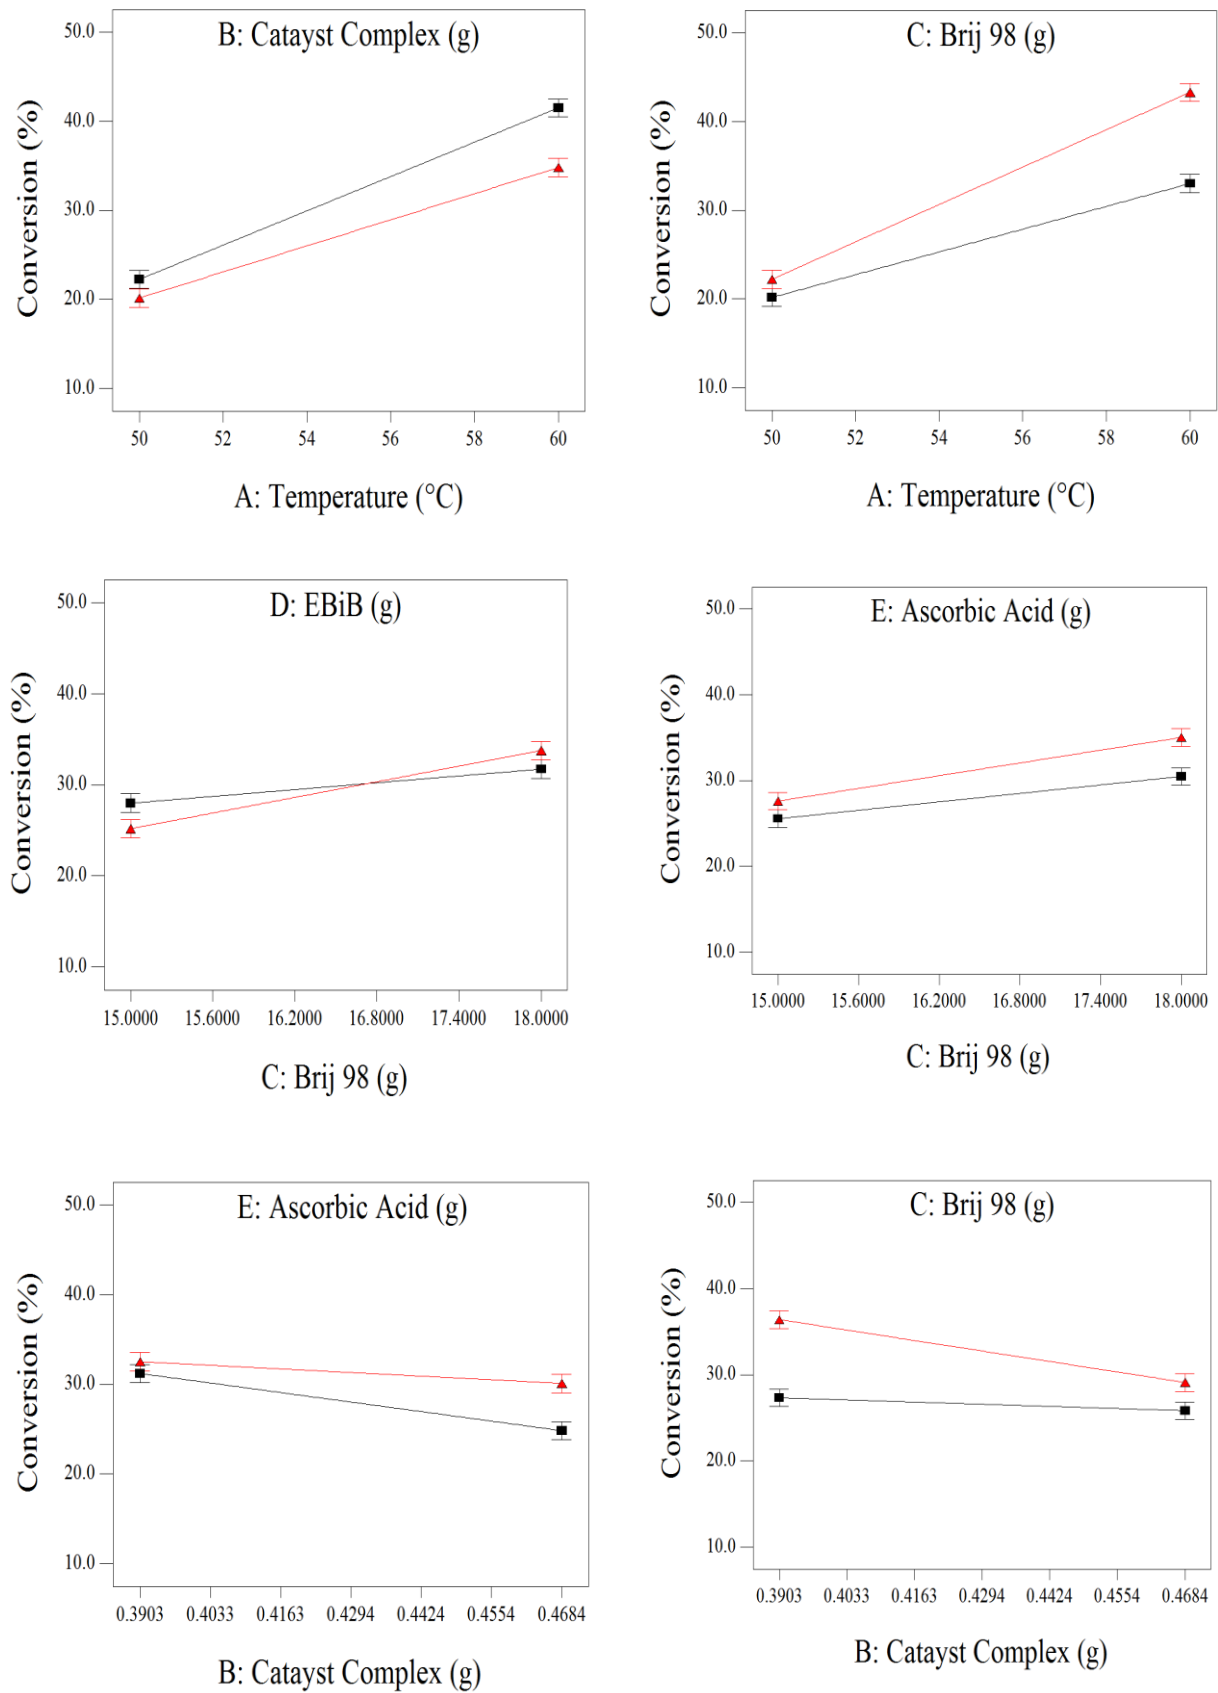 B: Catayst Complex (g)
Conversion (%)
50.0
40.0
30.0
20.0
10.0
50 52 54 56 58 60
A: Temperature (°C)
C: Brij 98 (g)
Conversion (%)
50.0
40.0
30.0
20.0
10.0
50 52 54 56 58 60
A: Temperature (°C)
D: EBiB (g)
Conversion (%)
50.0
40.0
30.0
20.0
10.0
15.0000 15.6000 16.2000 16.8000 17.4000 18.0000
C: Brij 98 (g)
E: Ascorbic Acid (g)
Conversion (%)
50.0
40.0
30.0
20.0
10.0
15.0000 15.6000 16.2000 16.8000 17.4000 18.0000
C: Brij 98 (g)
E: Ascorbic Acid (g)
Conversion (%)
50.0
40.0
30.0
20.0
10.0
0.3903 0.4033 0.4163 0.4294 0.4424 0.4554 0.4684
B: Catayst Complex (g)
C: Brij 98 (g)
Conversion (%)
50.0
40.0
30.0
20.0
10.0
0.3903 0.4033 0.4163 0.4294 0.4424 0.4554 0.4684
B: Catayst Complex (g)